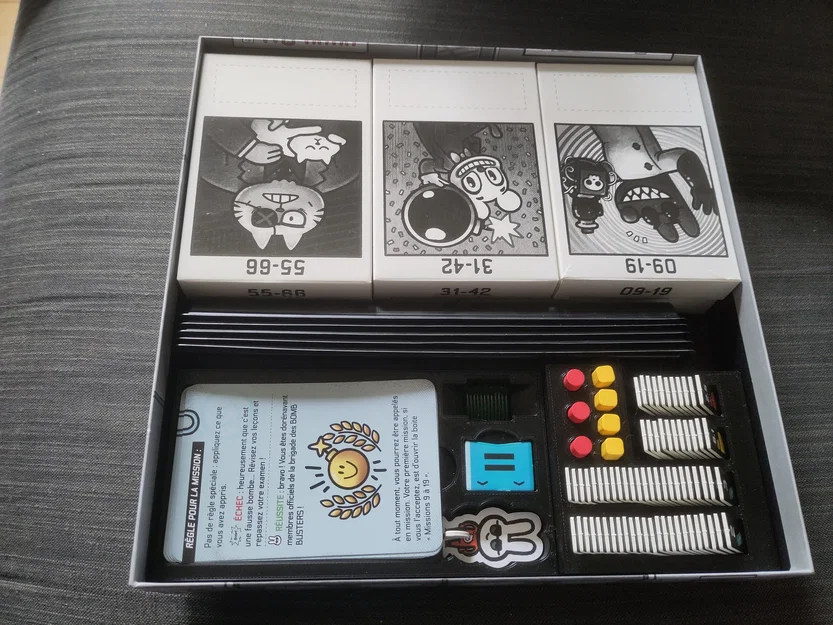 55-66
31-42
09-19
55-66
31-42
09-19
RÈGLE POUR LA MISSION :
Pas de règle spéciale : appliquez ce que
vous avez appris.
ÉCHEC : heureusement que c'est
une fausse bombe... Révisez vos leçons et
repassez votre examen !
RÉUSSITE : bravo ! Vous êtes dorénavant
membres officiels de la brigade des BOMB
BUSTERS !
À tout moment, vous pourrez être appelés
en mission. Votre première mission, si
vous l'acceptez, est d'ouvrir la boîte
« Missions 9 à 19 ».